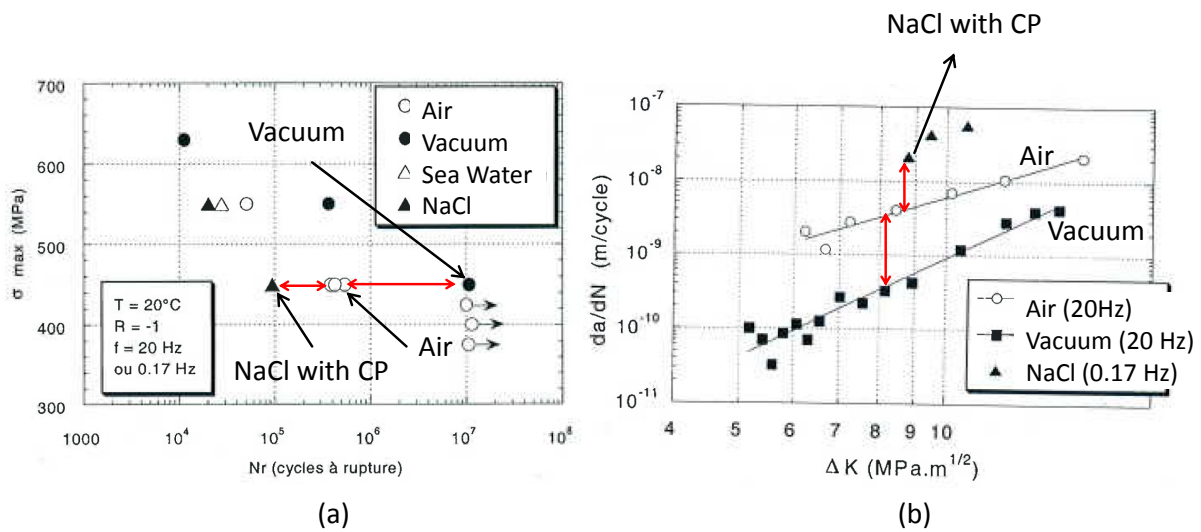 700
600
500
400
300
σ max (MPa)
1000
10⁴
10⁵
10⁶
10⁷
10⁸
Nr (cycles à rupture)
Air
Vacuum
Sea Water
NaCl
Vacuum
T = 20°C
R = -1
f = 20 Hz
ou 0.17 Hz
NaCl with CP
Air
(a)
NaCl with CP
10⁻⁷
10⁻⁸
10⁻⁹
10⁻¹⁰
10⁻¹¹
da/dN (m/cycle)
Air
Vacuum
Air (20Hz)
Vacuum (20 Hz)
NaCl (0.17 Hz)
4
5
6
7
8
9
10
Δ K (MPa.m¹/²)
(b)